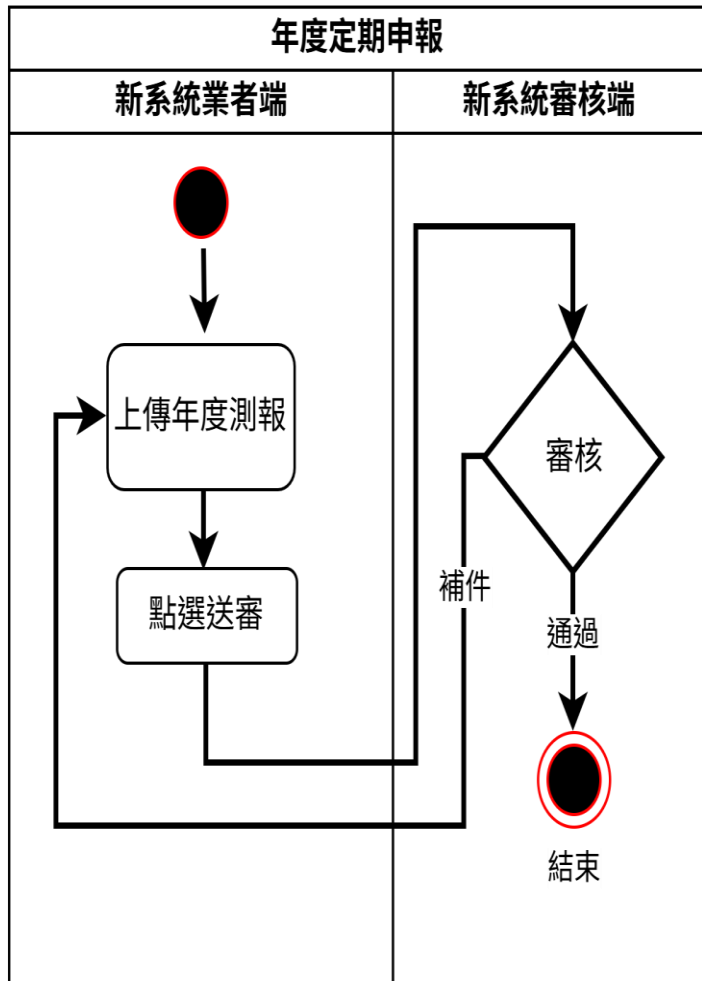 年度定期申報
新系統業者端
新系統審核端
上傳年度測報
審核
補件
點選送審
通過
結束